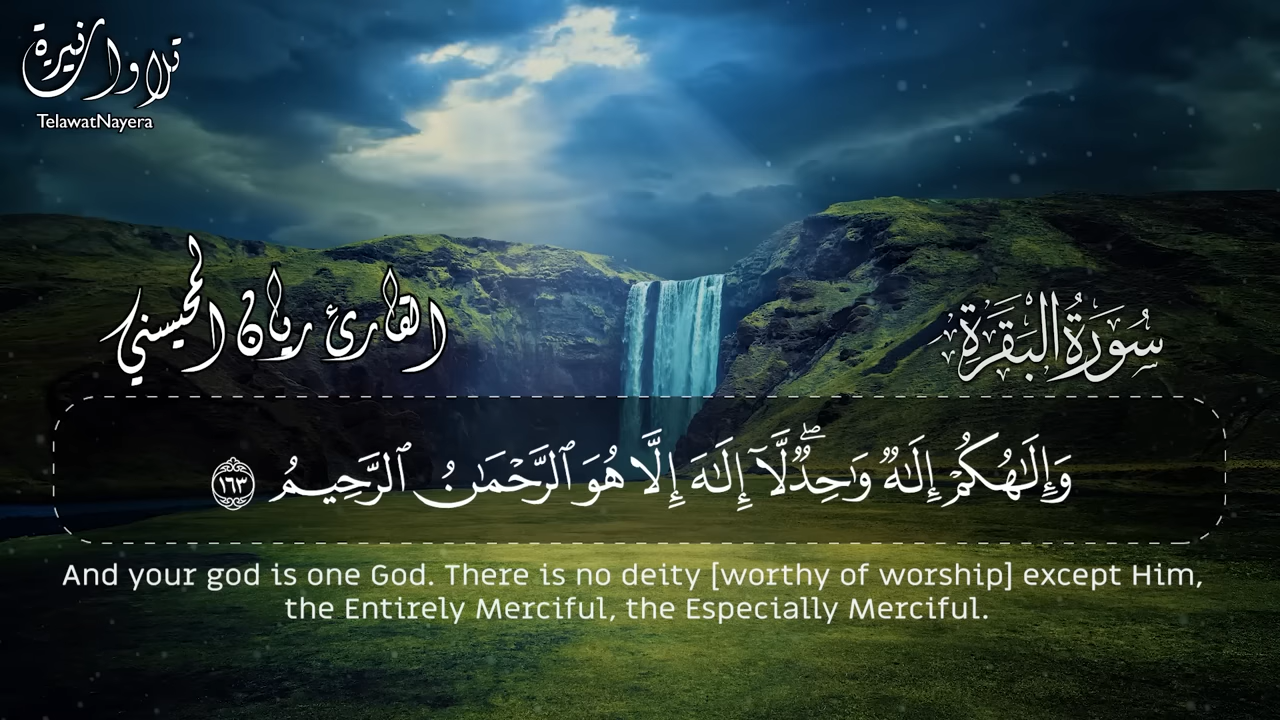 تلاوات نيرة
TelawatNayera
سُورَةُ البَقَرَةِ
القارئ ريان المحيسني
وَإِلَٰهُكُمْ إِلَٰهٌ وَٰحِدٌ ۖ لَّآ إِلَٰهَ إِلَّا هُوَ ٱلرَّحْمَٰنُ ٱلرَّحِيمُ ١٦٣
And your god is one God. There is no deity [worthy of worship] except Him,
the Entirely Merciful, the Especially Merciful.